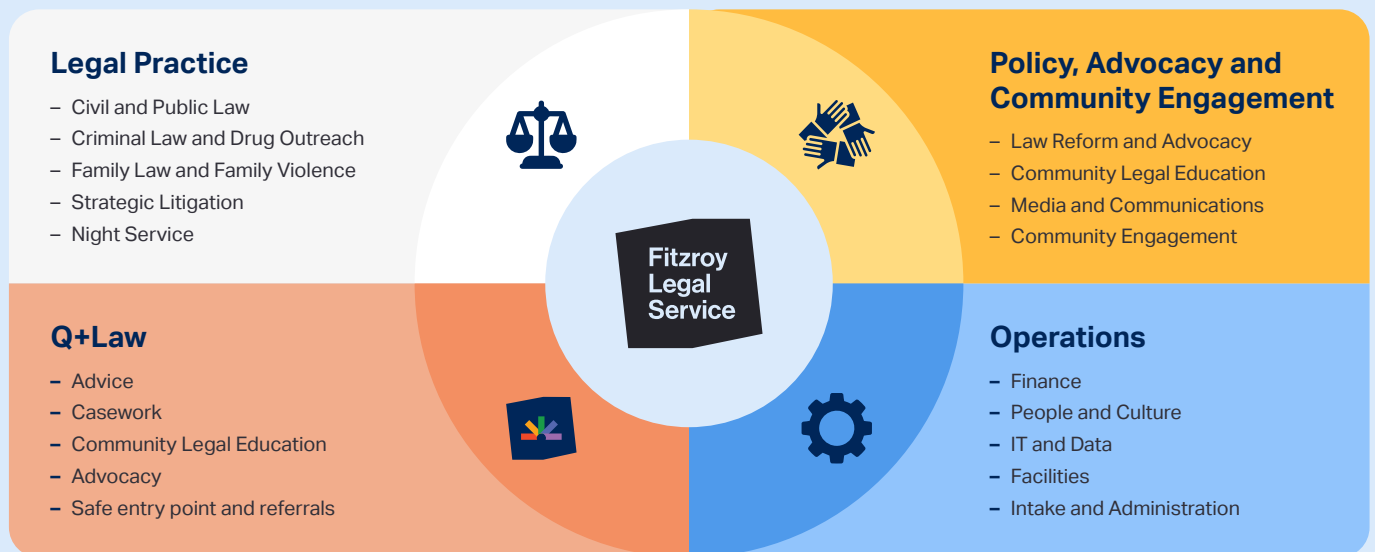 Legal Practice
– Civil and Public Law
– Criminal Law and Drug Outreach
– Family Law and Family Violence
– Strategic Litigation
– Night Service
Policy, Advocacy and
Community Engagement
– Law Reform and Advocacy
– Community Legal Education
– Media and Communications
– Community Engagement
Fitzroy
Legal
Service
Q+Law
– Advice
– Casework
– Community Legal Education
– Advocacy
– Safe entry point and referrals
Operations
– Finance
– People and Culture
– IT and Data
– Facilities
– Intake and Administration